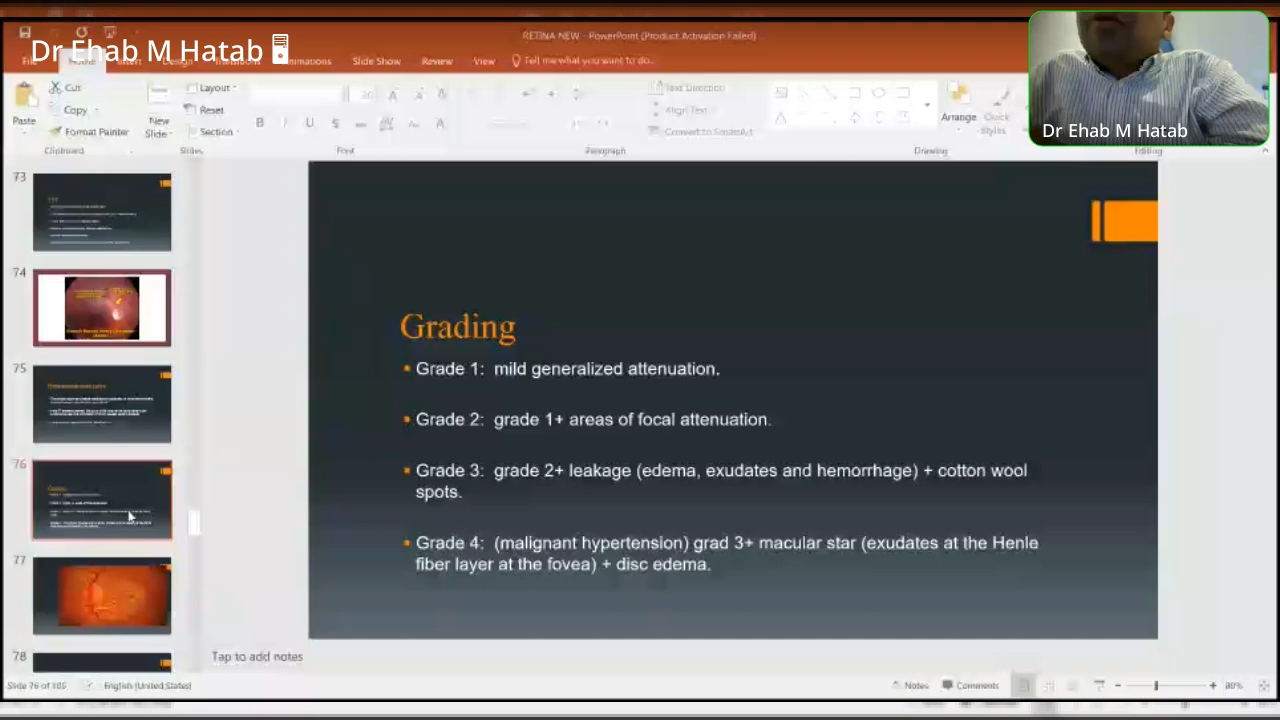 RETINA NEW - PowerPoint (Product Activation Failed)
Dr Ehab M Hatab
File
Insert
Design
Transitions
Animations
Slide Show
Review
View
Tell me what you want to do...
Paste
Cut
Copy
Format Painter
Clipboard
New
Slide
Layout
Reset
Section
Slides
Font
Text Direction
Align Text
Convert to SmartArt
Paragraph
Arrange
Quick
Styles
Drawing
Editing
Dr Ehab M Hatab
73
74
75
76
77
78
Grading
Grade 1: mild generalized attenuation.
Grade 2: grade 1+ areas of focal attenuation.
Grade 3: grade 2+ leakage (edema, exudates and hemorrhage) + cotton wool
spots.
Grade 4: (malignant hypertension) grad 3+ macular star (exudates at the Henle
fiber layer at the fovea) + disc edema.
Tap to add notes
Slide 76 of 105
English (United States)
Notes
Comments
80%